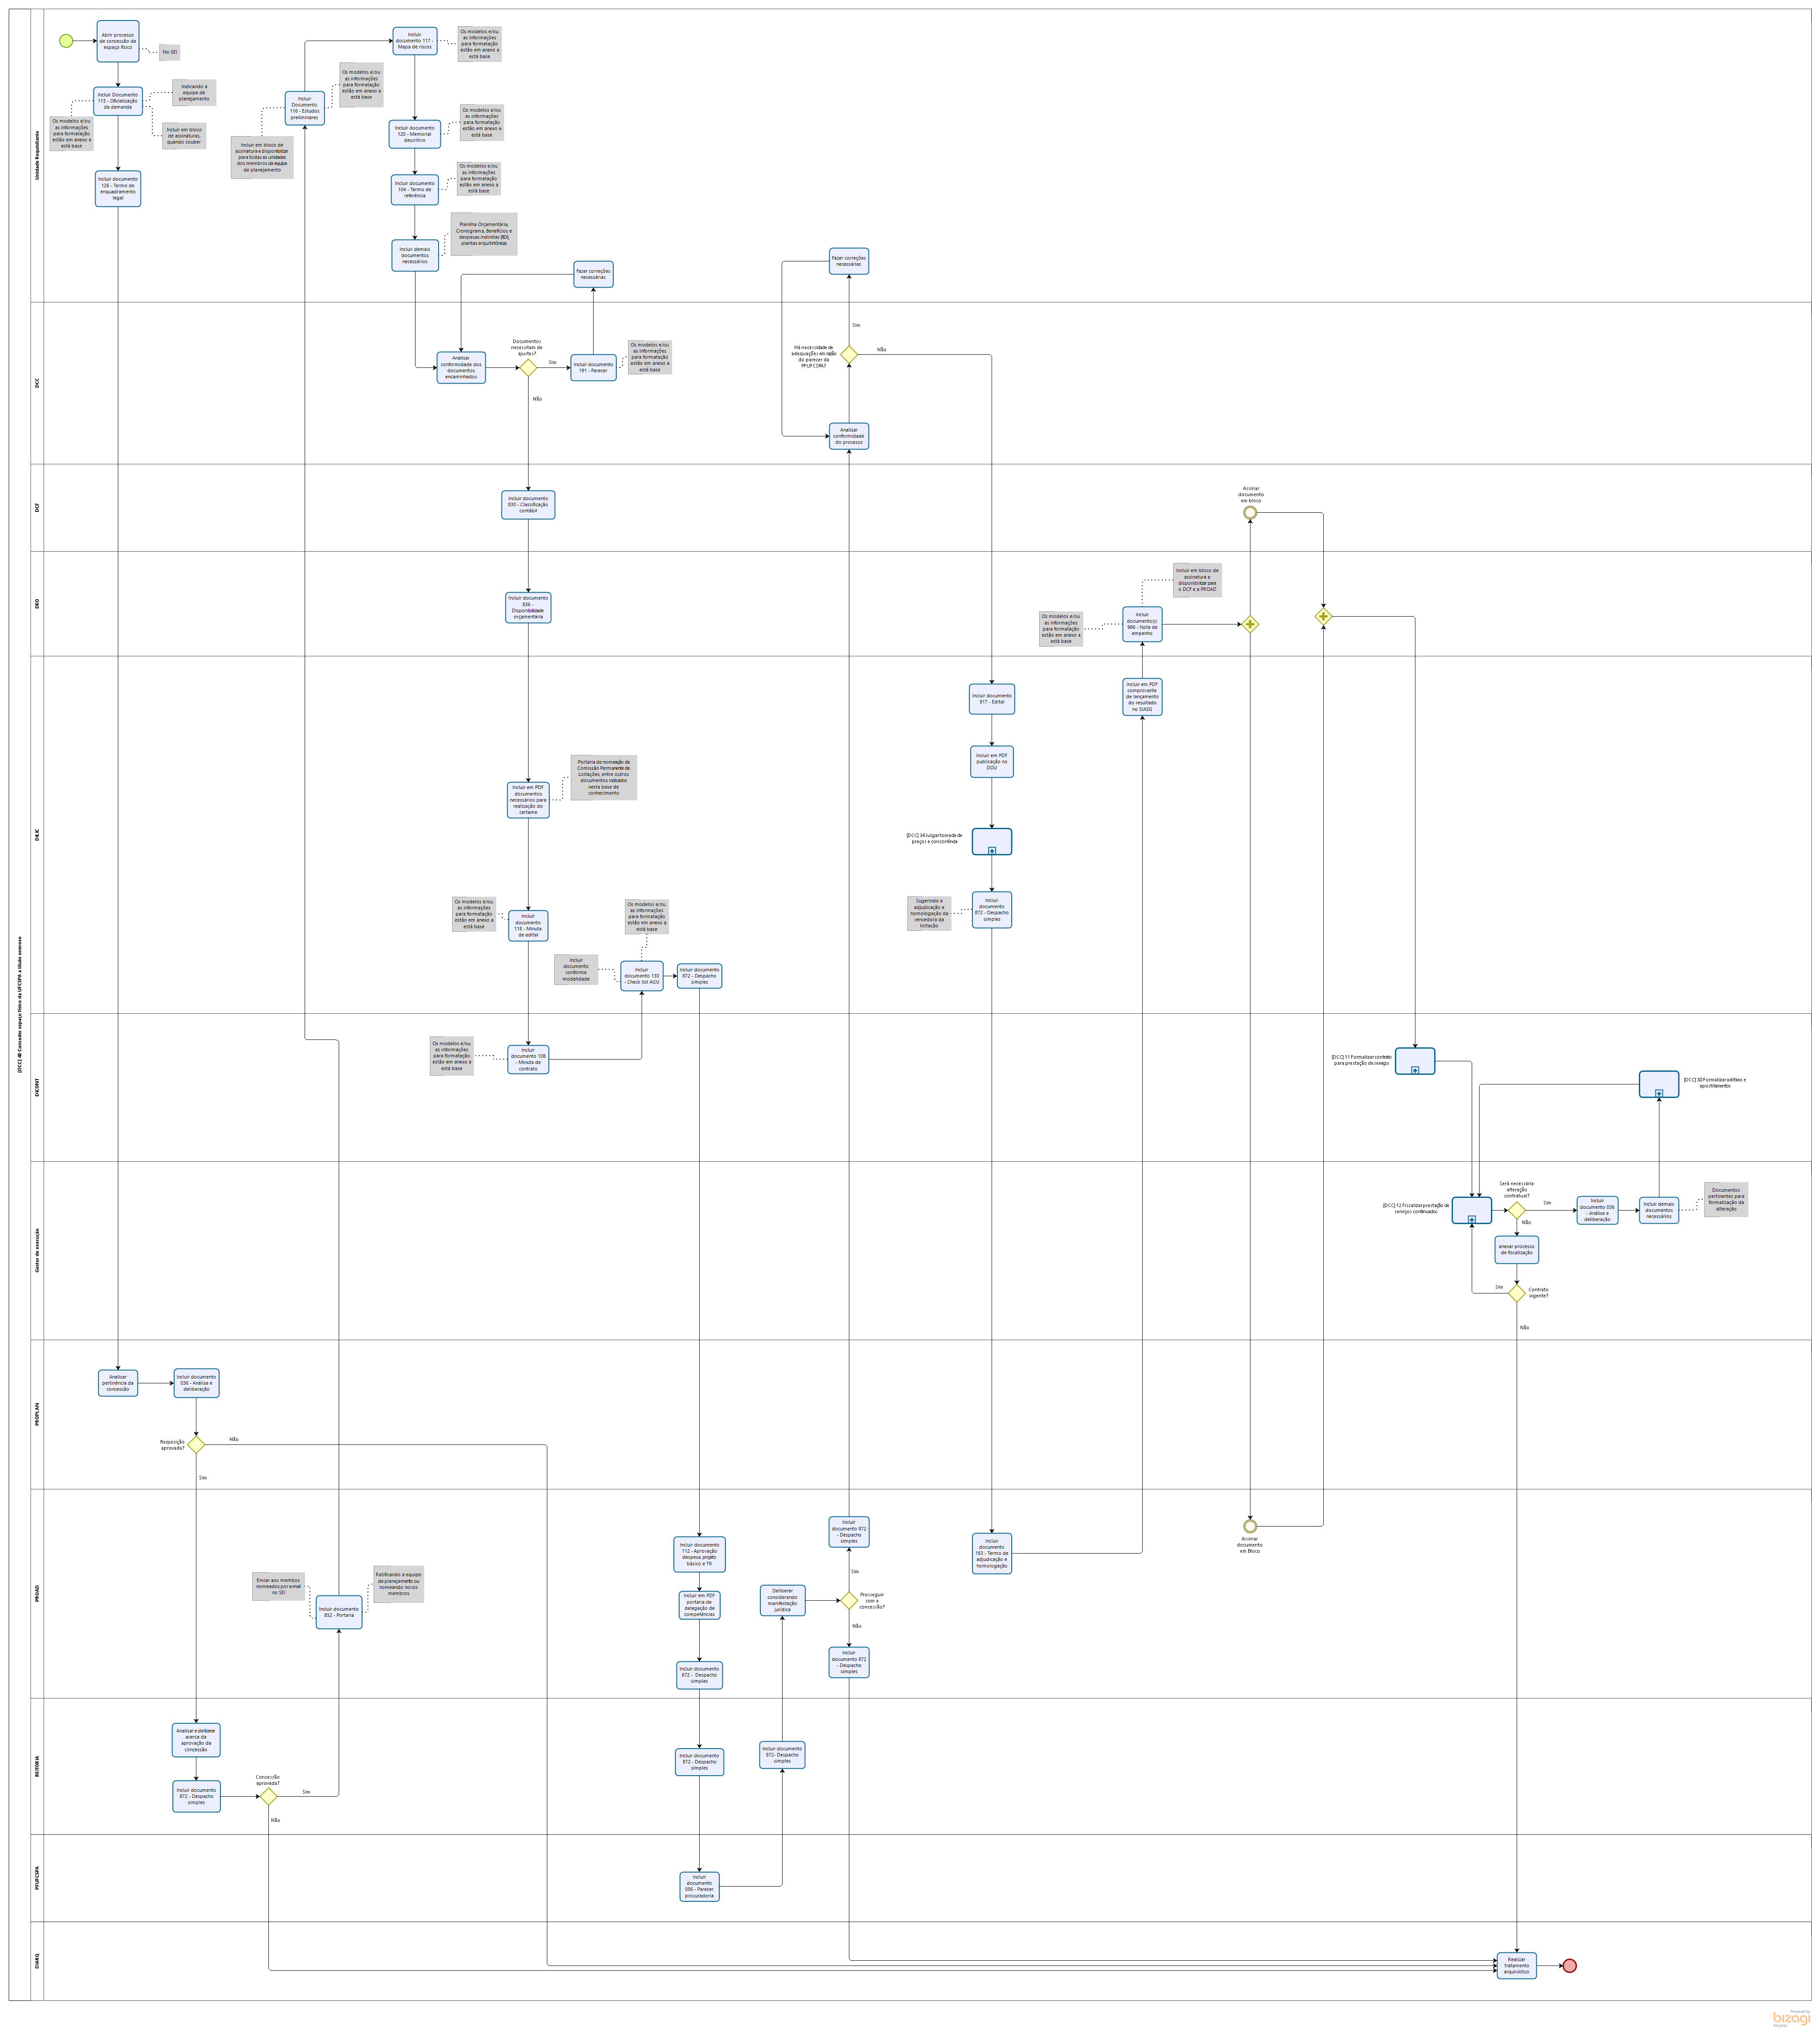 [DCC] 48 Conceder espaço físico da UFCSPA a título oneroso
Unidade Requisitante
Abrir processo
de concessão de
espaço físico
No SEI
Incluir Documento
113 - Oficialização
da demanda
Indicando a
equipe de
planejamento
Os modelos e/ou
as informações
para formatação
estão em anexo a
está base
Incluir em bloco
de assinaturas,
quando couber
Incluir documento
126 - Termo de
enquadramento
legal
Incluir
Documento
116 - Estudos
preliminares
Os modelos e/ou
as informações
para formatação
estão em anexo a
está base
Incluir em bloco de
assinatura e disponibilizar
para todas as unidades
dos membros da equipe
de planejamento
Incluir
documento 117 -
Mapa de riscos
Os modelos e/ou
as informações
para formatação
estão em anexo a
está base
Incluir documento
120 - Memorial
descritivo
Os modelos e/ou
as informações
para formatação
estão em anexo a
está base
Incluir documento
104 - Termo de
referência
Os modelos e/ou
as informações
para formatação
estão em anexo a
está base
Incluir demais
documentos
necessários
Planilha Orçamentária,
Cronograma, Benefícios e
despesas indiretas (BDI),
plantas arquitetônicas
Fazer correções
necessárias
Fazer correções
necessárias
DCC
Analisar
conformidade dos
documentos
encaminhados
Documentos
necessitam de
ajustes?
Sim
Não
Incluir documento
191 - Parecer
Os modelos e/ou
as informações
para formatação
estão em anexo a
está base
Há necessidade de
adequações em razão
do parecer da
PFUFCSPA?
Sim
Não
Analisar
conformidade
do processo
DCF
Incluir documento
830 - Classificação
contábil
Assinar
documento
em bloco
DEO
Incluir documento
836 -
Disponibilidade
orçamentária
Incluir em bloco de
assinatura e
disponibilizar para
o DCF e a PROAD
Os modelos e/ou
as informações
para formatação
estão em anexo a
está base
Incluir
documento(s)
986 - Nota de
empenho
DILIC
Incluir documento
917 - Edital
Incluir em PDF
comprovante
de lançamento
do resultado
no SIASG
Incluir em PDF
publicação no
DOU
Incluir em PDF
documentos
necessários para
realização do
certame
Portaria de nomeação da
Comissão Permanente de
Licitações, entre outros
documentos indicados
nesta base de
conhecimento
[DCC] 34 Julgar tomada de
preços e concorrência
Incluir
documento
118 - Minuta
de edital
Os modelos e/ou
as informações
para formatação
estão em anexo a
está base
Os modelos e/ou
as informações
para formatação
estão em anexo a
está base
Incluir
documento
conforme
modalidade
Incluir
documento 130
- Check list AGU
Incluir documento
872 - Despacho
simples
Sugerindo a
adjudicação e
homologação da
vencedora da
licitação
Incluir
documento
872 - Despacho
simples
DICONT
Os modelos e/ou
as informações
para formatação
estão em anexo a
está base
Incluir
documento 108
- Minuta de
contrato
[DCC] 11 Formalizar contrato
para prestação de serviços
[DCC] 30 Formalizar aditivos e
apostilamentos
Gestor de execução
[DCC] 12 Fiscalizar prestação de
serviços continuados
Será necessária
alteração
contratual?
Sim
Não
Incluir
documento 036
- Análise e
deliberação
Incluir demais
documentos
necessários
Documentos
pertinentes para
formalização da
alteração
anexar processo
de fiscalização
Sim
Contrato
vigente?
Não
PROPLAN
Analisar
pertinência da
concessão
Incluir documento
036 - Análise e
deliberação
Requisição
aprovada?
Não
Sim
PROAD
Enviar aos membos
nomeados por e-mail
no SEI
Ratificando a equipe
de planejamento ou
nomeando novos
membros
Incluir documento
852 - Portaria
Incluir documento
112 - Aprovação
despesa, projeto
básico e TR
Incluir em PDF
portaria de
delegação de
competências
Incluir documento
872 - Despacho
simples
Deliberar
considerando
manifestação
jurídica
Incluir
documento 872
- Despacho
simples
Sim
Prosseguir
com a
concessão?
Não
Incluir
documento 872
- Despacho
simples
Incluir
documento
163 - Termo de
adjudicação e
homologação
Assinar
documento
em Bloco
REITORIA
Analisar e deliberar
acerca da
aprovação da
concessão
Incluir documento
872 - Despacho
simples
Concessão
aprovada?
Sim
Não
Incluir documento
872 - Despacho
simples
Incluir documento
872- Despacho
simples
PFUFCSPA
Incluir
documento
056 - Parecer
procuradoria
DIARQ
Realizar
tratamento
arquivístico
Powered by
bizagi
Modeler